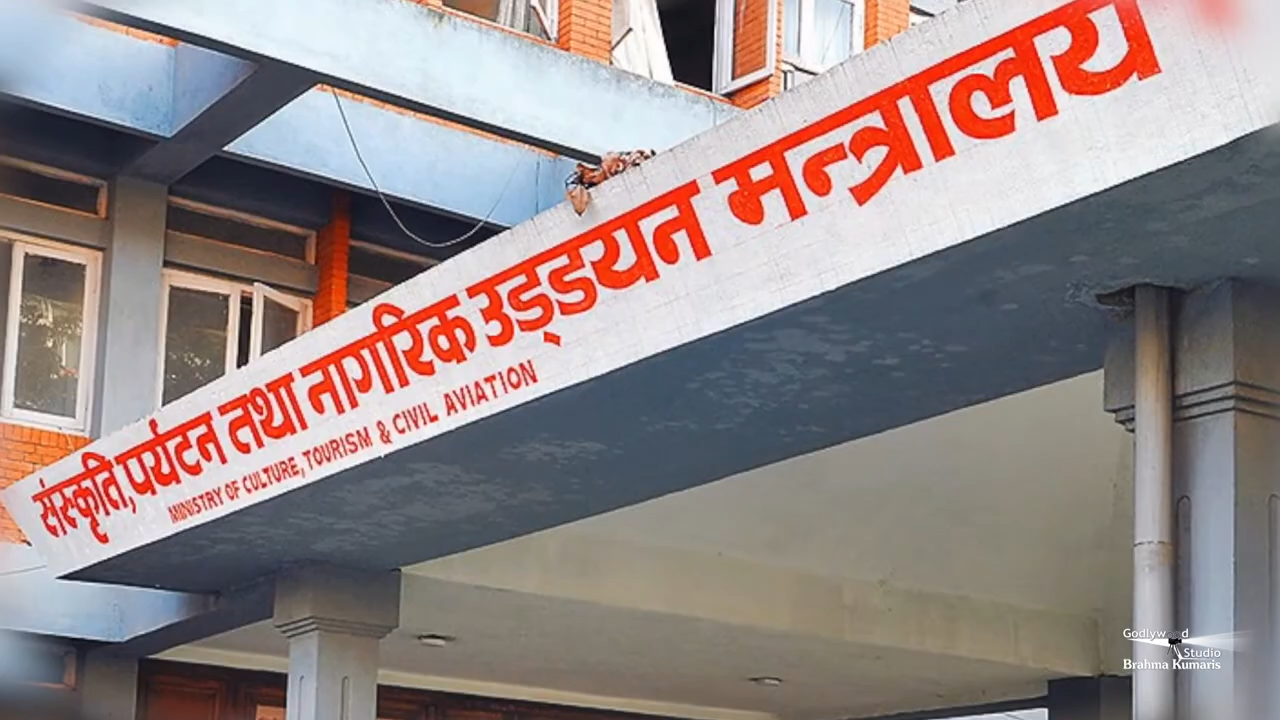 संस्कृति, पर्यटन तथा नागरिक उड्डयन मन्त्रालय
MINISTRY OF CULTURE, TOURISM & CIVIL AVIATION
Godlywood
Studio
Brahma Kumaris